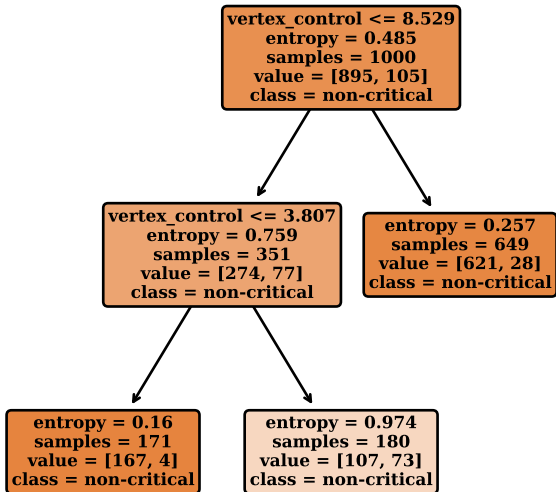 vertex_control <= 8.529
entropy = 0.485
samples = 1000
value = [895, 105]
class = non-critical
vertex_control <= 3.807
entropy = 0.759
samples = 351
value = [274, 77]
class = non-critical
entropy = 0.257
samples = 649
value = [621, 28]
class = non-critical
entropy = 0.16
samples = 171
value = [167, 4]
class = non-critical
entropy = 0.974
samples = 180
value = [107, 73]
class = non-critical